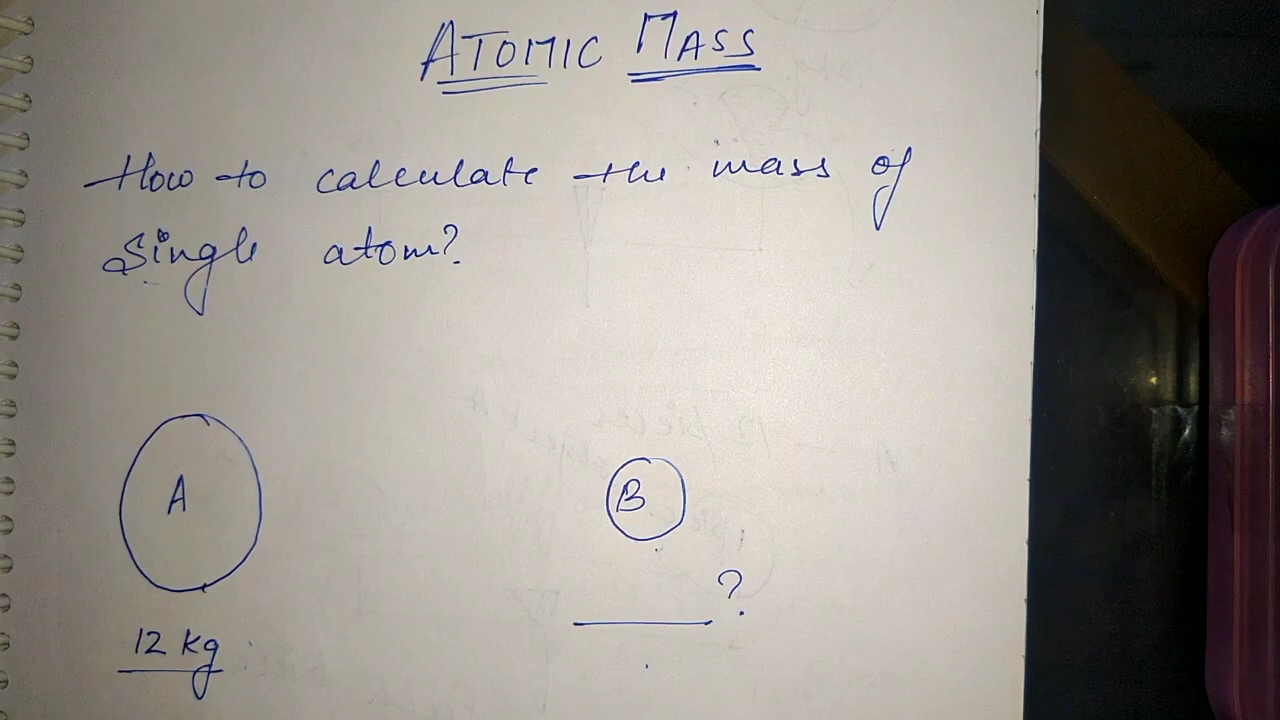 ATOMIC MASS
How to calculate the mass of
Single atom?
A
B
?
12 kg